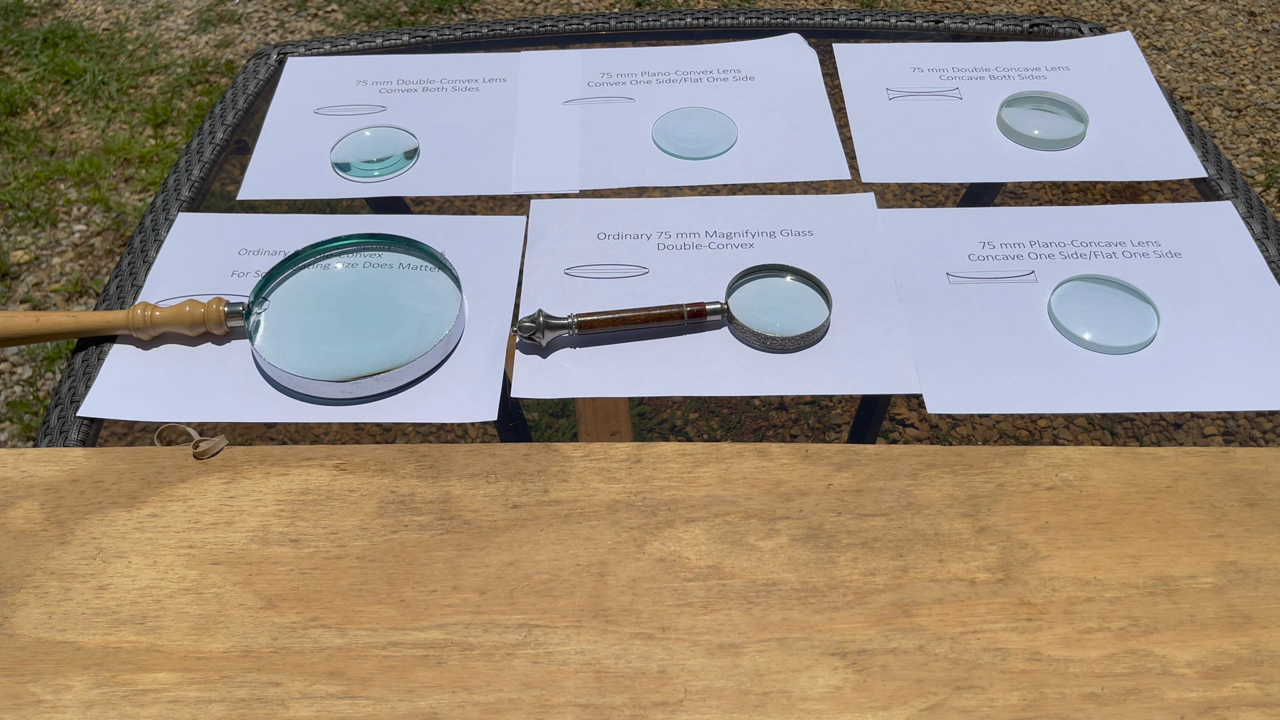 75 mm Double-Convex Lens
Convex Both Sides
75 mm Plano-Convex Lens
Convex One Side/Flat One Side
75 mm Double-Concave Lens
Concave Both Sides
Ordinary
Convex
For Size Does Matter
Ordinary 75 mm Magnifying Glass
Double-Convex
75 mm Plano-Concave Lens
Concave One Side/Flat One Side